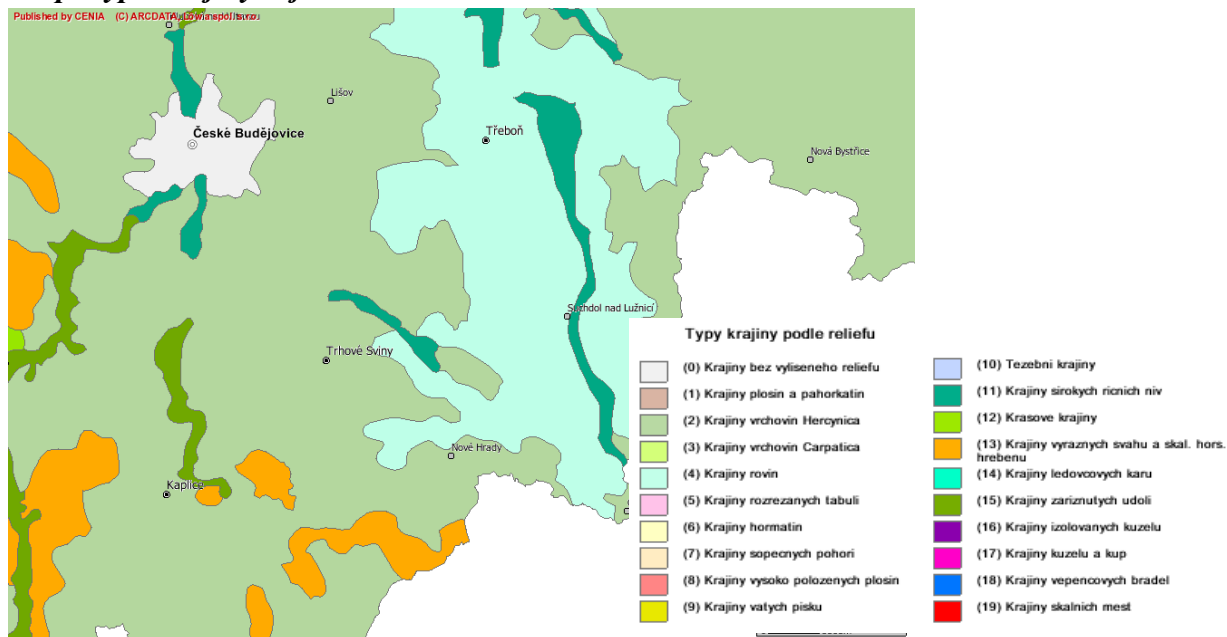 Published by CENIA (C) ARCDATA,
Lišov
České Budějovice
Třeboň
Nová Bystřice
Suchdol nad Lužnicí
Trhové Sviny
Nové Hrady
Kaplice
Typy krajiny podle reliefu
(0) Krajiny bez vyliseneho reliefu
(1) Krajiny plosin a pahorkatin
(2) Krajiny vrchovin Hercynica
(3) Krajiny vrchovin Carpatica
(4) Krajiny rovin
(5) Krajiny rozrezanych tabuli
(6) Krajiny hormatin
(7) Krajiny sopecnych pohori
(8) Krajiny vysoko polozenych plosin
(9) Krajiny vatych pisku
(10) Tezebni krajiny
(11) Krajiny sirokych ricnich niv
(12) Krasove krajiny
(13) Krajiny vyraznych svahu a skal. hors.
hrebenu
(14) Krajiny ledovcovych karu
(15) Krajiny zariznutych udoli
(16) Krajiny izolovanych kuzelu
(17) Krajiny kuzelu a kup
(18) Krajiny vepencovych bradel
(19) Krajiny skalnich mest